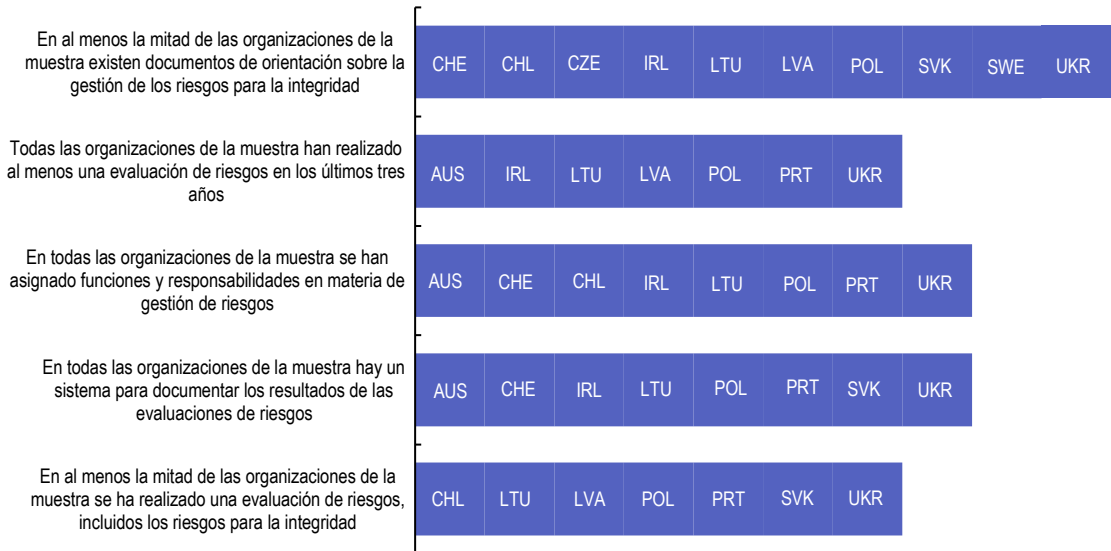 En al menos la mitad de las organizaciones de la
muestra existen documentos de orientación sobre la
gestión de los riesgos para la integridad
CHE CHL CZE IRL LTU LVA POL SVK SWE UKR
Todas las organizaciones de la muestra han realizado
al menos una evaluación de riesgos en los últimos tres
años
AUS IRL LTU LVA POL PRT UKR
En todas las organizaciones de la muestra se han
asignado funciones y responsabilidades en materia de
gestión de riesgos
AUS CHE CHL IRL LTU POL PRT UKR
En todas las organizaciones de la muestra hay un
sistema para documentar los resultados de las
evaluaciones de riesgos
AUS CHE IRL LTU POL PRT SVK UKR
En al menos la mitad de las organizaciones de la
muestra se ha realizado una evaluación de riesgos,
incluidos los riesgos para la integridad
CHL LTU LVA POL PRT SVK UKR